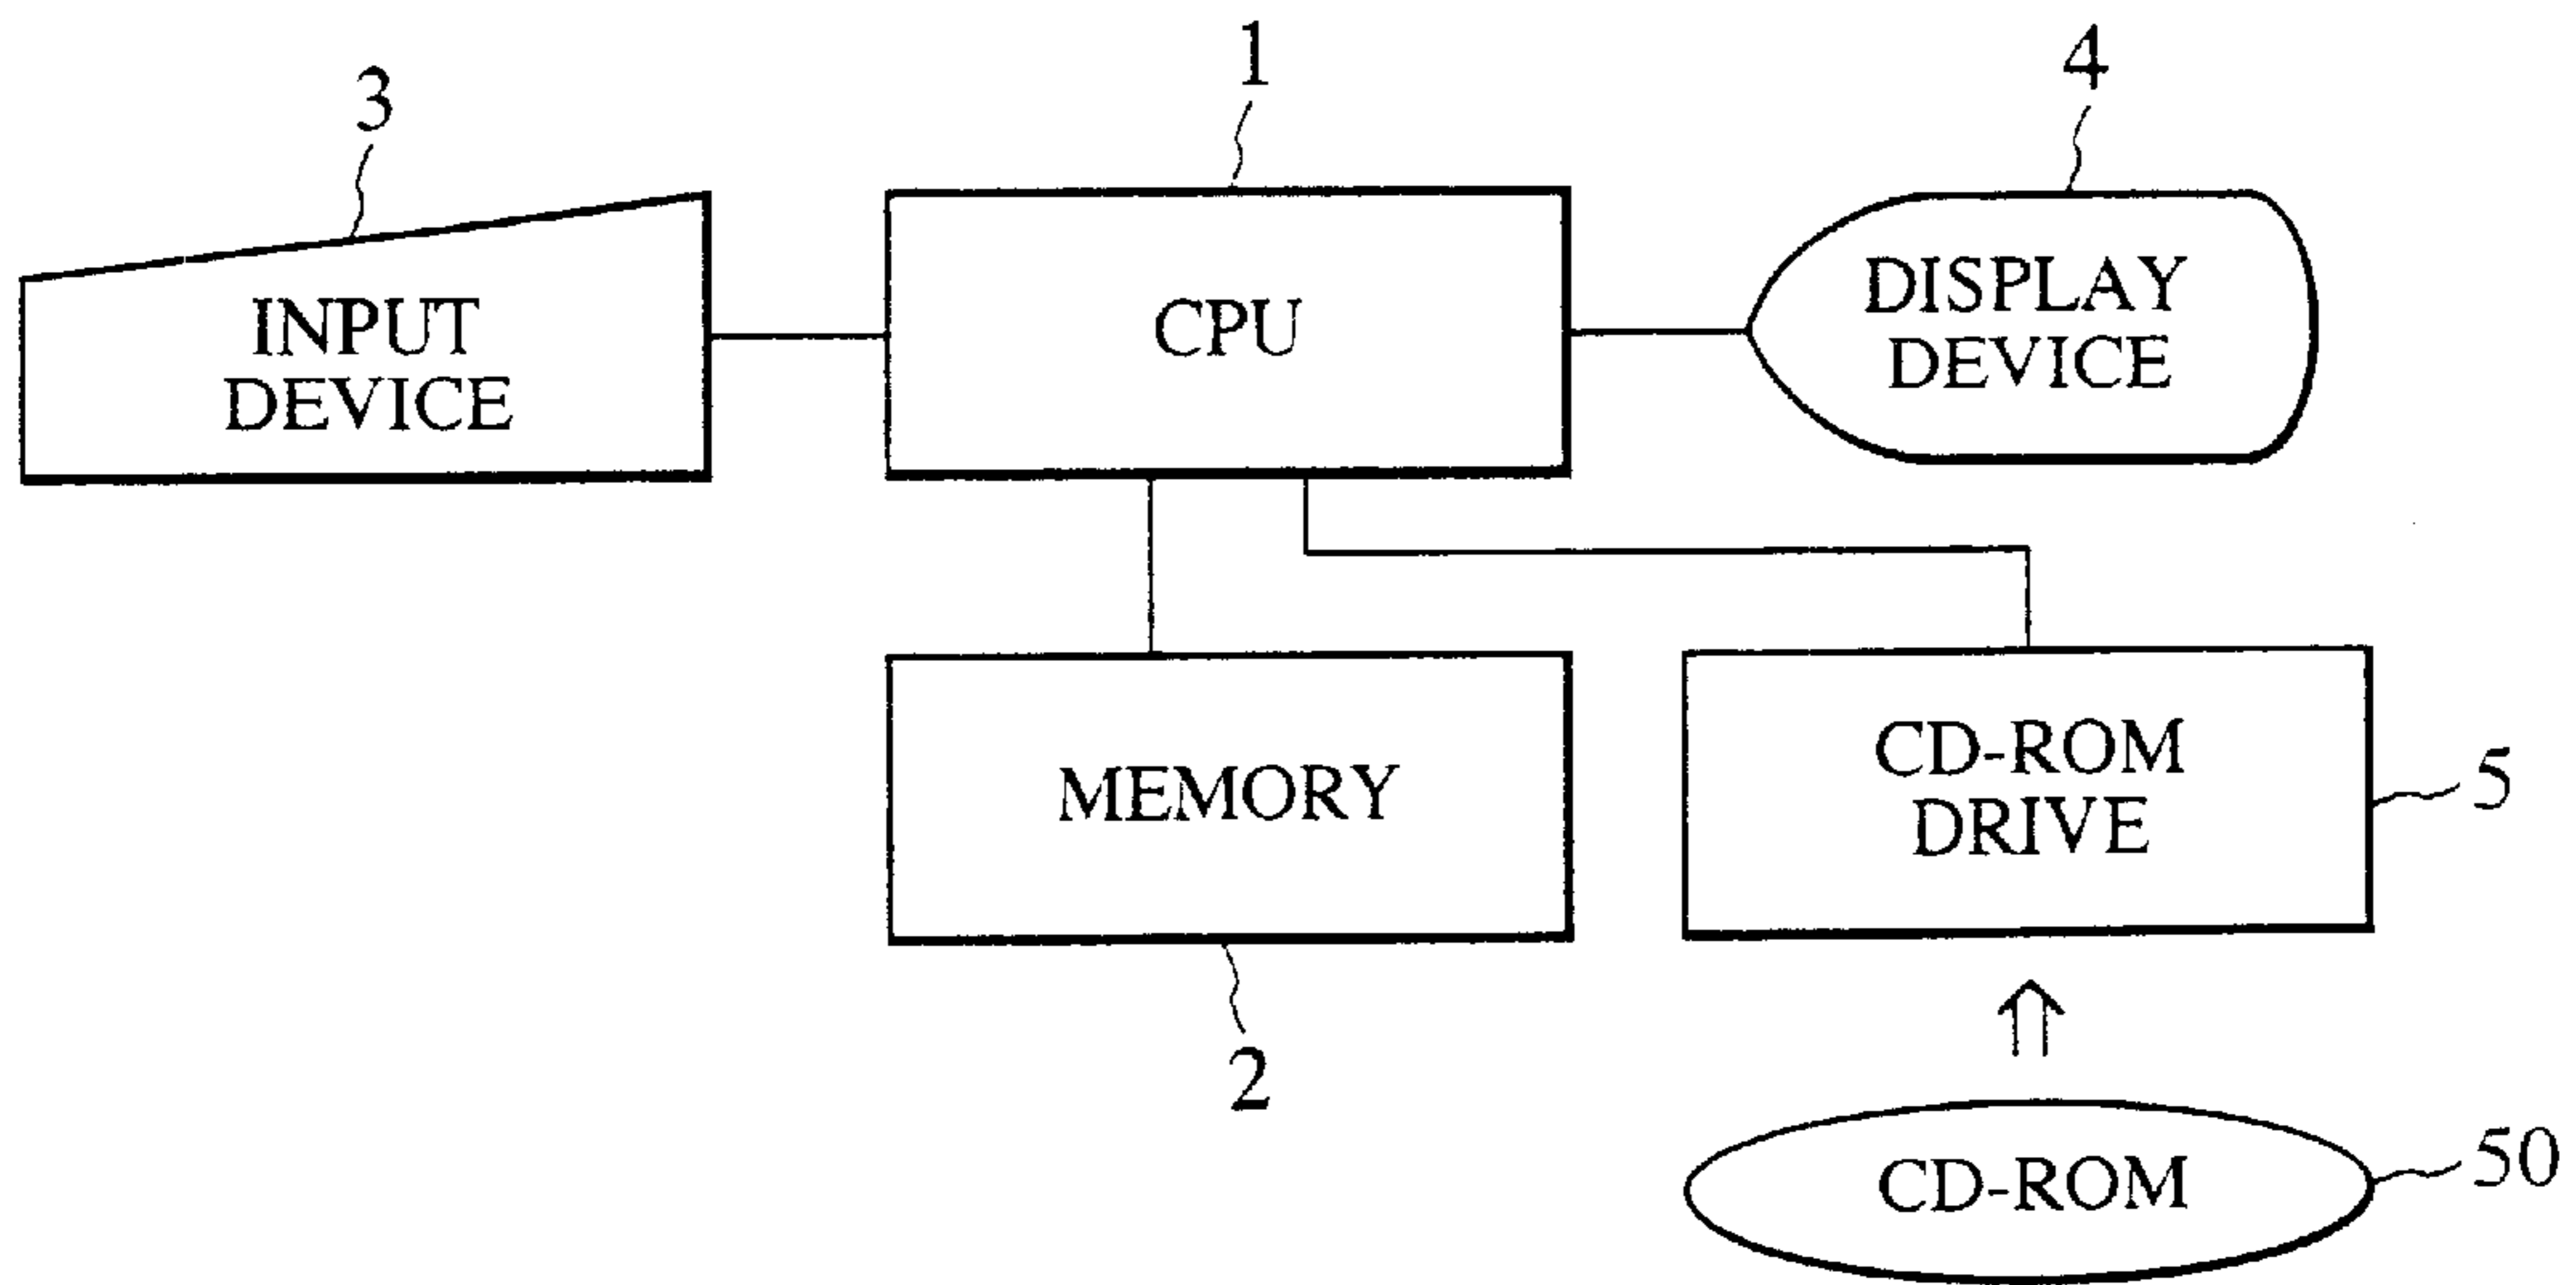 3
1
4
INPUT
DEVICE
CPU
DISPLAY
DEVICE
MEMORY
CD-ROM
DRIVE
5
2
CD-ROM
50